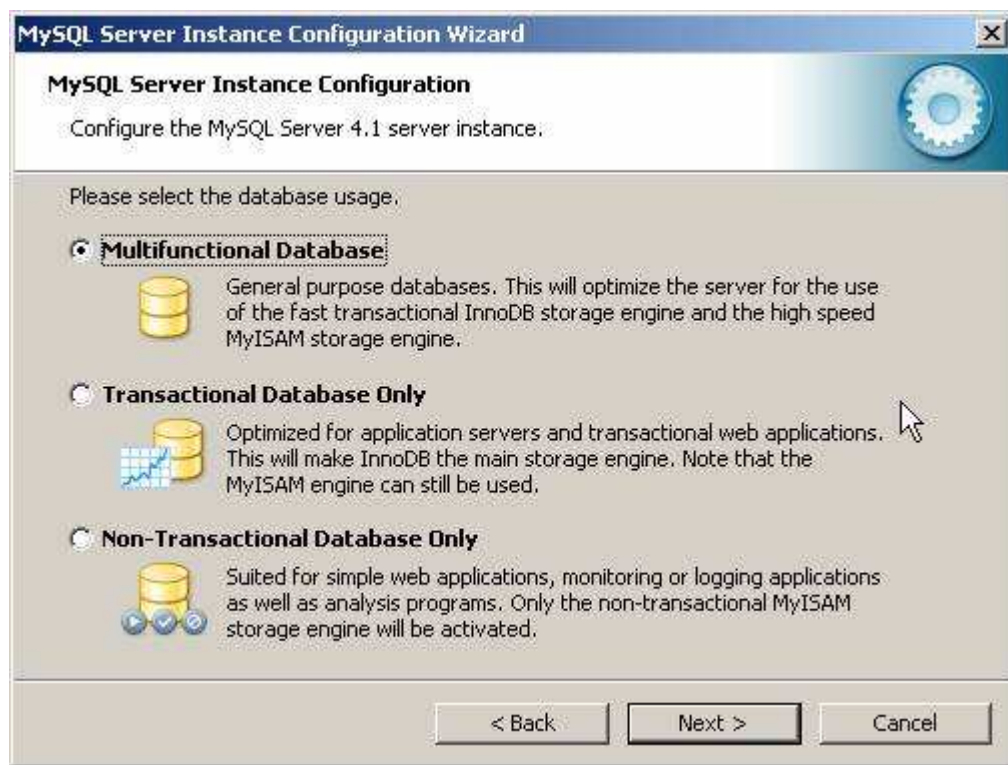 MySQL Server Instance Configuration Wizard
MySQL Server Instance Configuration
Configure the MySQL Server 4.1 server instance.
Please select the database usage.
Multifunctional Database
General purpose databases. This will optimize the server for the use
of the fast transactional InnoDB storage engine and the high speed
MyISAM storage engine.
Transactional Database Only
Optimized for application servers and transactional web applications.
This will make InnoDB the main storage engine. Note that the
MyISAM engine can still be used.
Non-Transactional Database Only
Suited for simple web applications, monitoring or logging applications
as well as analysis programs. Only the non-transactional MyISAM
storage engine will be activated.
< Back
Next >
Cancel